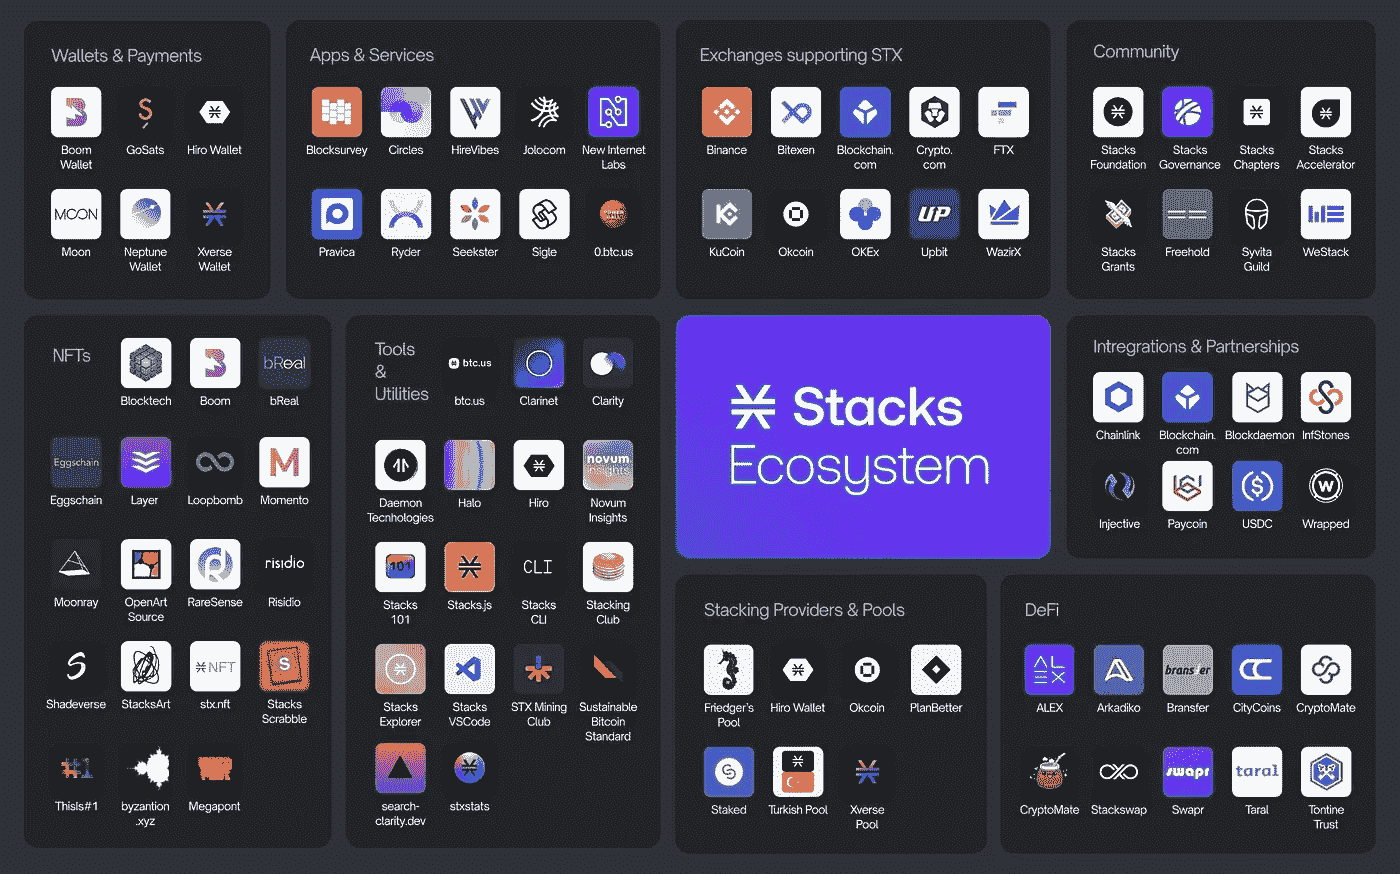 Wallets & Payments
Boom
Wallet
GoSats
Hiro Wallet
MOON
Moon
Neptune
Wallet
Xverse
Wallet
Apps & Services
Blocksurvey
Circles
HireVibes
Jolocom
New Internet
Labs
Pravica
Ryder
Seekster
Sigle
0.btc.us
Exchanges supporting STX
Binance
Bitexen
Blockchain.
com
Crypto.
com
FTX
KuCoin
Okcoin
OKEx
UP
Upbit
WazirX
Community
Stacks
Foundation
Stacks
Governance
Stacks
Chapters
Stacks
Accelerator
Stacks
Grants
Freehold
Syvita
Guild
WeStack
NFTs
Blocktech
Boom
bReal
bReal
Eggschain
Eggschain
Layer
Loopbomb
M
Momento
Moonray
OpenArt
Source
RareSense
risidio
Risidio
S
Shadeverse
StacksArt
NFT
stx.nft
S
Stacks
Scrabble
#1
ThisIs#1
byzantion
.xyz
Megapont
Tools
&
Utilities
btc.us
btc.us
Clarinet
Clarity
Daemon
Tecnhologies
Halo
Hiro
novum
insights
Novum
Insights
101
Stacks
101
Stacks.js
CLI
Stacks
CLI
Stacking
Club
Stacks
Explorer
Stacks
VSCode
STX Mining
Club
Sustainable
Bitcoin
Standard
search-
clarity.dev
stxstats
Stacks
Ecosystem
Intregrations & Partnerships
Chainlink
Blockchain.
com
Blockdaemon
InfStones
Injective
Paycoin
$
USDC
W
Wrapped
Stacking Providers & Pools
Friedger's
Pool
Hiro Wallet
Okcoin
PlanBetter
Staked
Turkish Pool
Xverse
Pool
DeFi
ALEX
ALEX
Arkadiko
bransfer
Bransfer
CC
CityCoins
CryptoMate
CryptoMate
Stackswap
swapr
Swapr
taral
Taral
Tontine
Trust